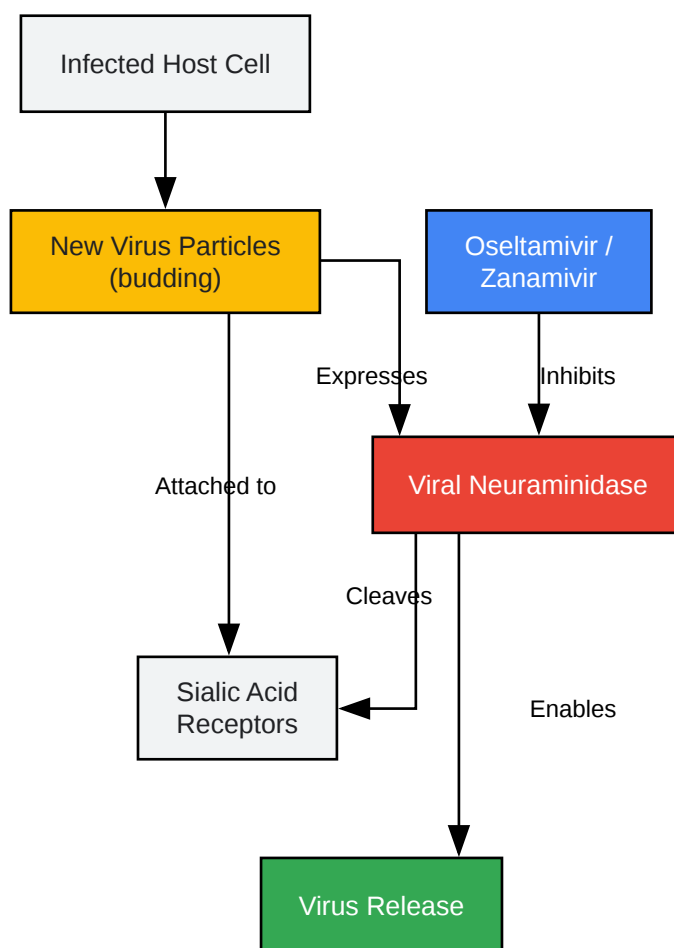 Infected Host Cell
New Virus Particles
(budding)
Oseltamivir /
Zanamivir
Expresses
Inhibits
Attached to
Viral Neuraminidase
Cleaves
Sialic Acid
Receptors
Enables
Virus Release